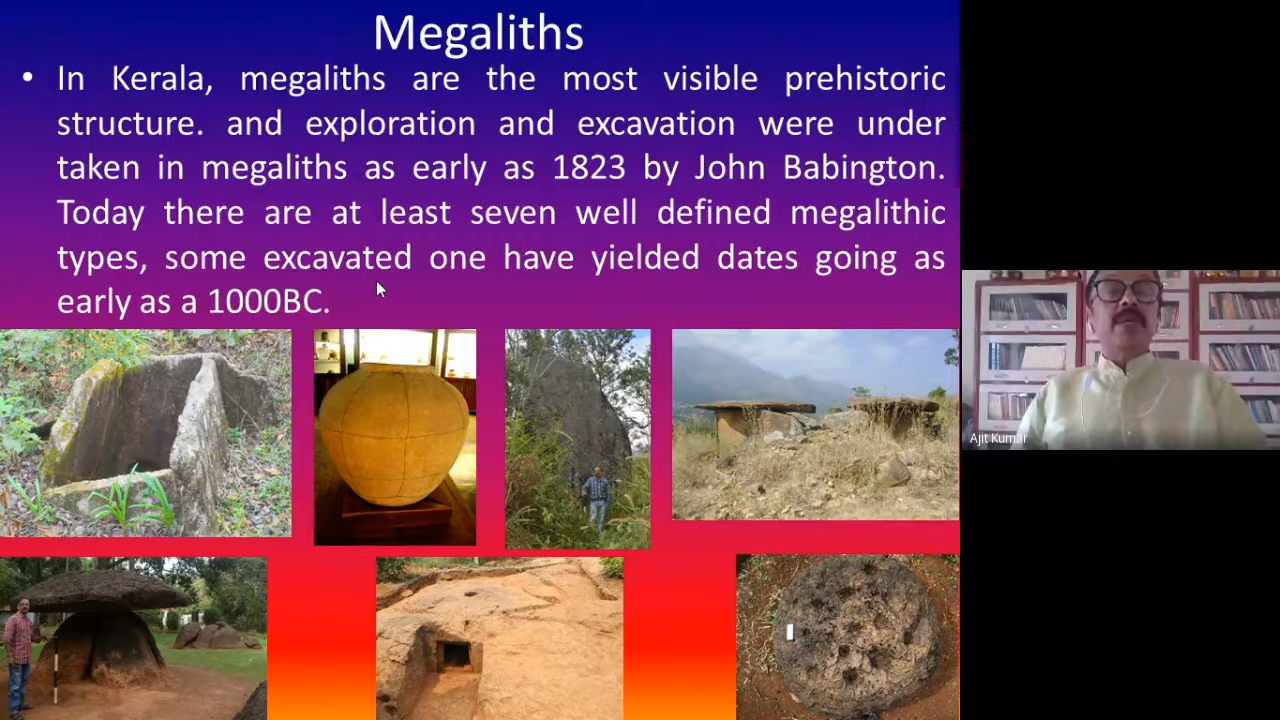 Megaliths
• In Kerala, megaliths are the most visible prehistoric
structure. and exploration and excavation were under
taken in megaliths as early as 1823 by John Babington.
Today there are at least seven well defined megalithic
types, some excavated one have yielded dates going as
early as a 1000BC.
Ajit Kumar